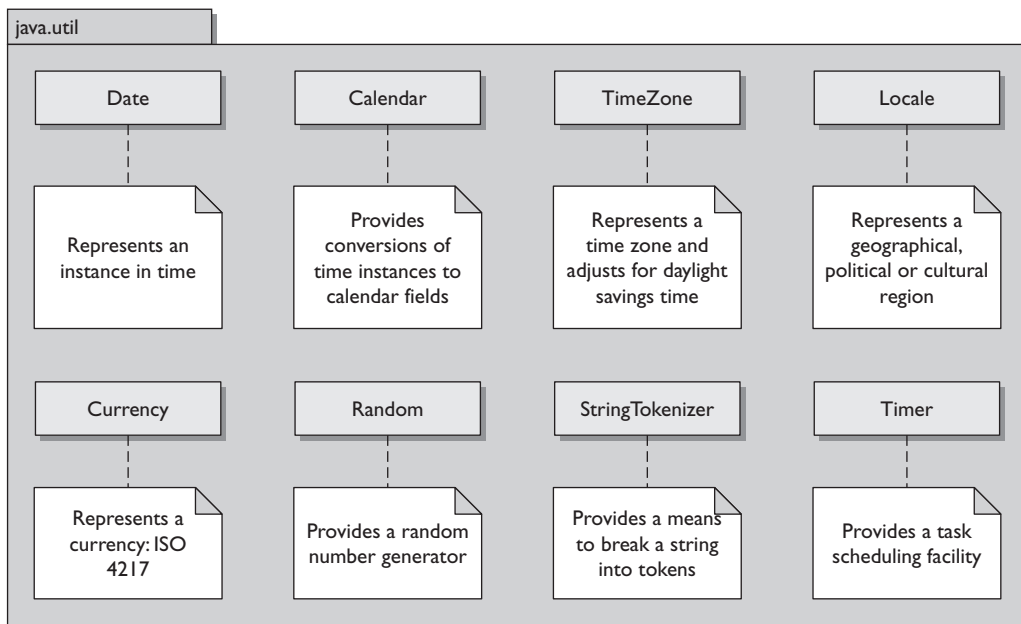 java.util
Date
Calendar
TimeZone
Locale
Represents an
instance in time
Provides
conversions of
time instances to
calendar fields
Represents a
time zone and
adjusts for daylight
savings time
Represents a
geographical,
political or cultural
region
Currency
Random
StringTokenizer
Timer
Represents a
currency: ISO
4217
Provides a random
number generator
Provides a means
to break a string
into tokens
Provides a task
scheduling facility